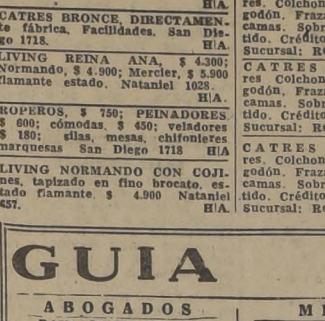 H|A.
CATRES BRONCE, DIRECTAMEN-
te fábrica, Facilidades. San Die-
go 1718. H|A.
LIVING REINA ANA, $ 4.300;
Normando, $ 4.900; Mercier, $ 5.900
flamante estado. Nataniel 1028.
H|A.
ROPEROS, $ 750; PEINADORES
$ 600; cómodas, $ 450; veladores
$ 180; sillas, mesas, chifonieres
marquesas San Diego 1718 H|A
LIVING NORMANDO CON COJI-
nes, tapizado en fino brocato, es-
tado flamante $ 4.900 Nataniel
457. H|A.
res. Colchon
godón. Fraza
camas. Sobr
tido. Crédito
Sucursal: R
CATRES
res Colchon
godón. Fraza
camas. Sobr
tido. Crédito
Sucursal: R
CATRES
res. Colchon
godón. Fraza
camas. Sobr
tido. Crédito
Sucursal: R
GUIA
ABOGADOS